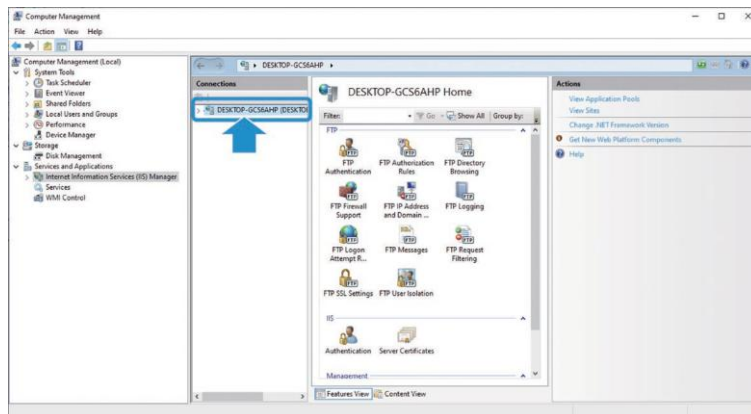 Computer Management
File Action View Help
Computer Management (Local)
System Tools
Task Scheduler
Event Viewer
Shared Folders
Local Users and Groups
Performance
Device Manager
Storage
Disk Management
Services and Applications
Internet Information Services (IIS) Manager
Services
WMI Control
DESKTOP-GCS6AHP
Connections
DESKTOP-GCS6AHP (DESKTO
DESKTOP-GCS6AHP Home
Filter: Go Show All Group by:
FTP
FTP Authentication
FTP Authorization Rules
FTP Directory Browsing
FTP Firewall Support
FTP IP Address and Domain ...
FTP Logging
FTP Logon Attempt R...
FTP Messages
FTP Request Filtering
FTP SSL Settings
FTP User Isolation
IIS
Authentication
Server Certificates
Management
Features View Content View
Actions
View Application Pools
View Sites
Change .NET Framework Version
Get New Web Platform Components
Help